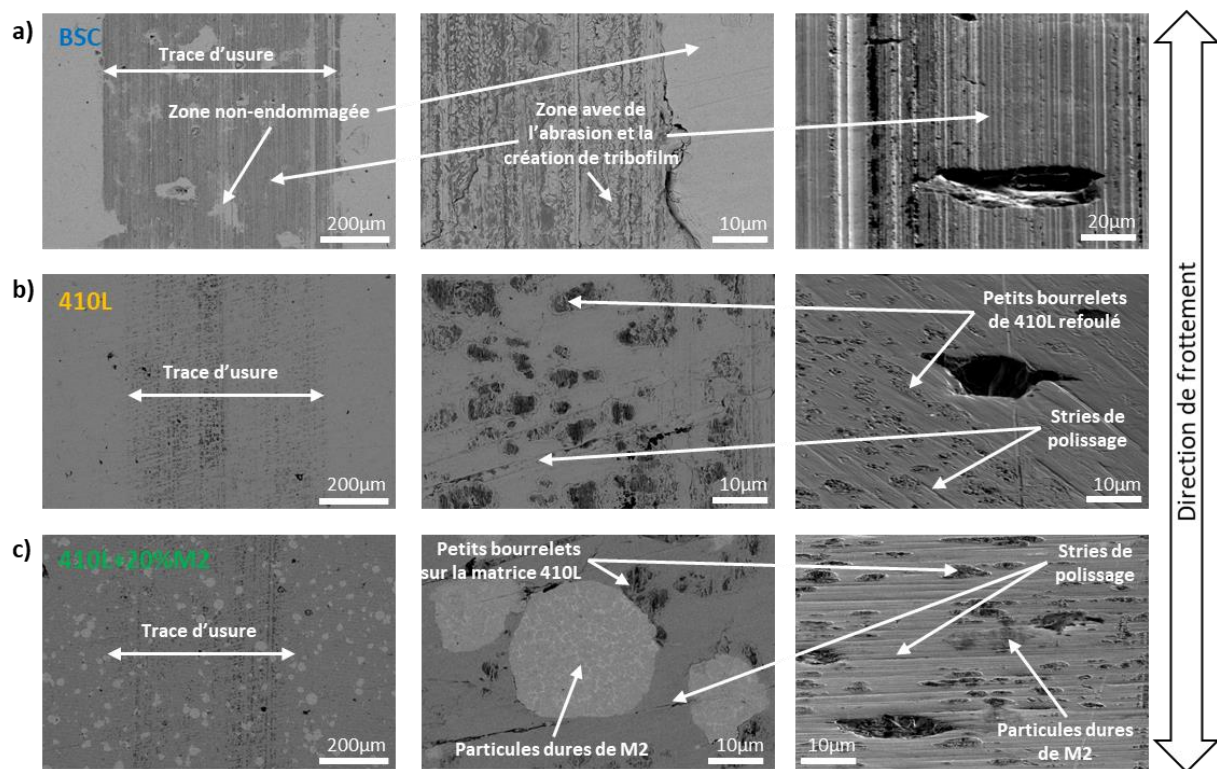 a)
BSC
Trace d'usure
Zone non-endommagée
200µm
Zone avec de
l'abrasion et la
création de tribofilm
10µm
20µm
b)
410L
Trace d'usure
200µm
10µm
Petits bourrelets
de 410L refoulé
Stries de
polissage
10µm
c)
410L+20%M2
Trace d'usure
200µm
Petits bourrelets
sur la matrice 410L
Particules dures de M2
10µm
Stries de
polissage
Particules dures
de M2
10µm
Direction de frottement